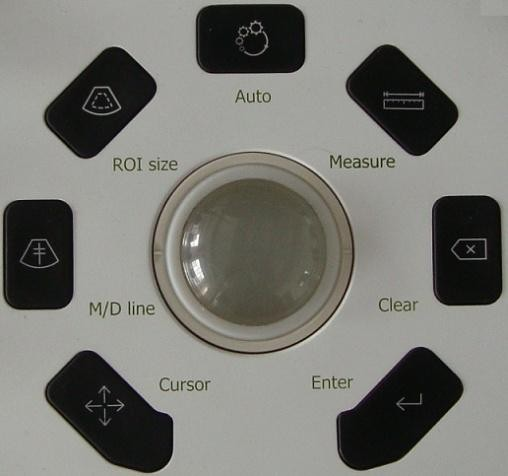 Auto
ROI size
Measure
M/D line
Clear
Cursor
Enter